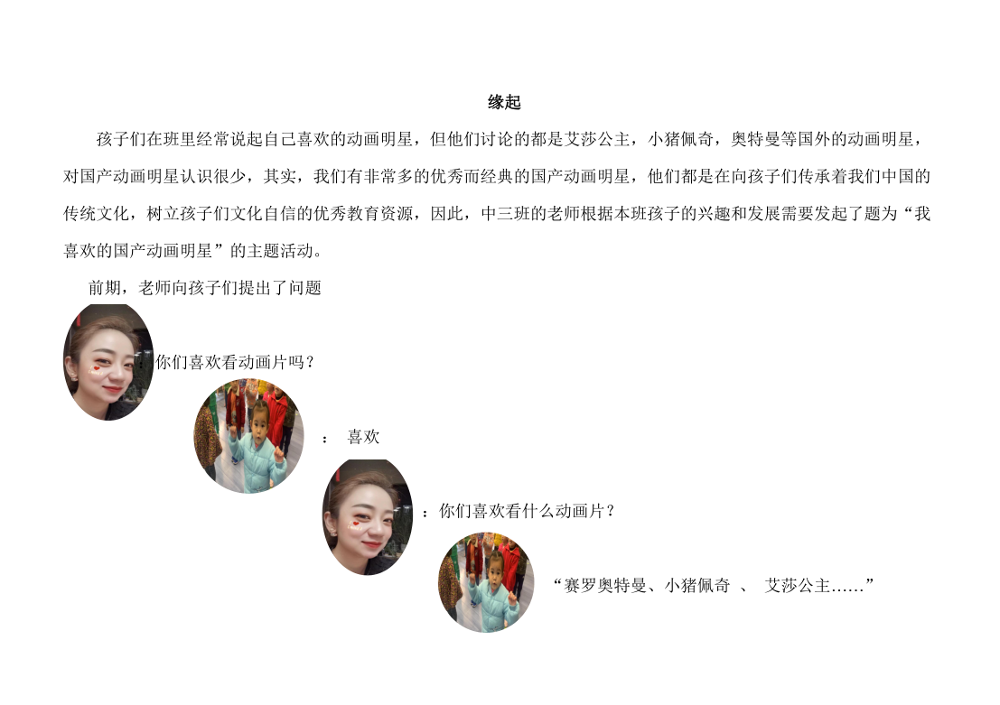 缘起
孩子们在班里经常说起自己喜欢的动画明星，但他们讨论的都是艾莎公主，小猪佩奇，奥特曼等国外的动画明星，
对国产动画明星认识很少，其实，我们有非常多的优秀而经典的国产动画明星，他们都是在向孩子们传承着我们中国的
传统文化，树立孩子们文化自信的优秀教育资源，因此，中三班的老师根据本班孩子的兴趣和发展需要发起了题为“我
喜欢的国产动画明星”的主题活动。
前期，老师向孩子们提出了问题
：你们喜欢看动画片吗？
： 喜欢
：你们喜欢看什么动画片？
“赛罗奥特曼、小猪佩奇 、 艾莎公主……”